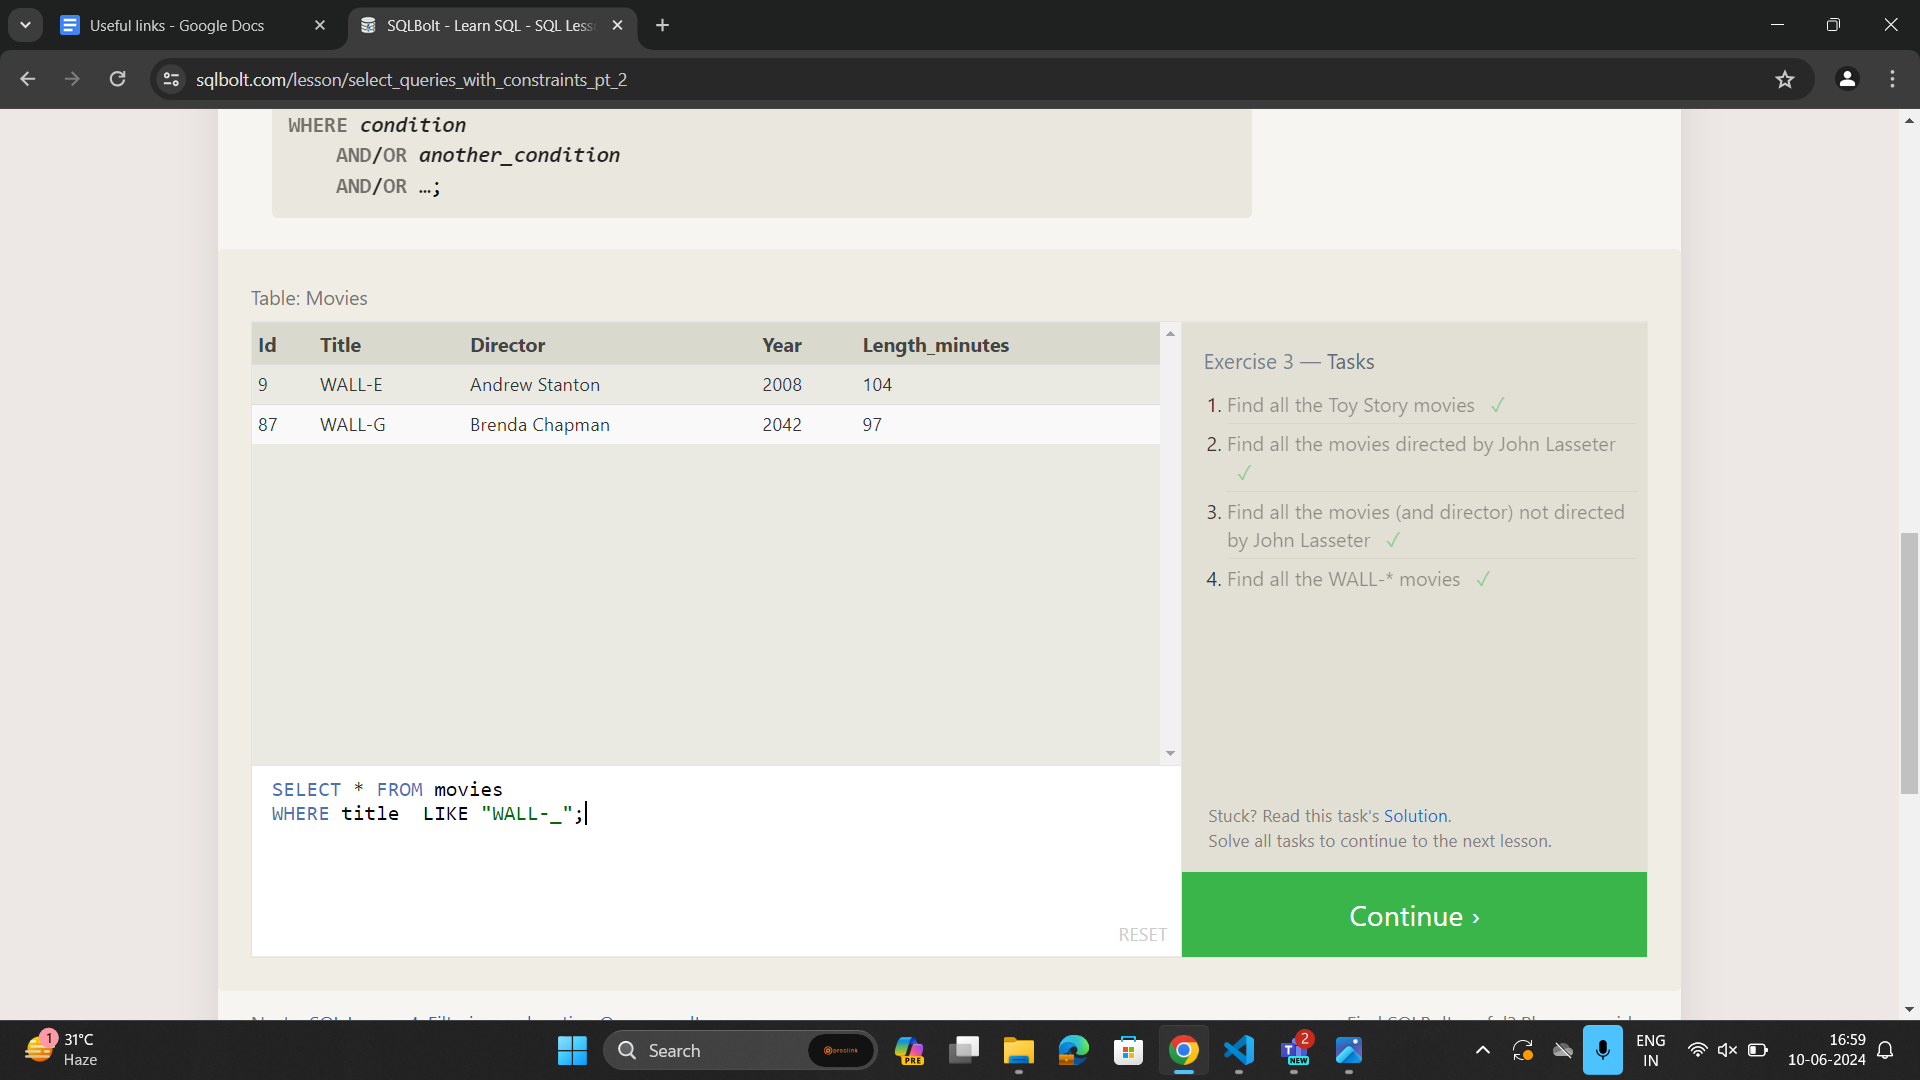 Useful links - Google Docs
SQLBolt - Learn SQL - SQL Less
sqlbolt.com/lesson/select_queries_with_constraints_pt_2
WHERE condition
AND/OR another_condition
AND/OR …;
Table: Movies
Id Title Director Year Length_minutes
9 WALL-E Andrew Stanton 2008 104
87 WALL-G Brenda Chapman 2042 97
Exercise 3 — Tasks
1. Find all the Toy Story movies ✓
2. Find all the movies directed by John Lasseter
✓
3. Find all the movies (and director) not directed
by John Lasseter ✓
4. Find all the WALL-* movies ✓
SELECT * FROM movies
WHERE title  LIKE "WALL-_";
RESET
Stuck? Read this task's Solution.
Solve all tasks to continue to the next lesson.
Continue ›
1
31°C
Haze
Search
proclink
PRE
2
NEW
ENG
IN
16:59
10-06-2024